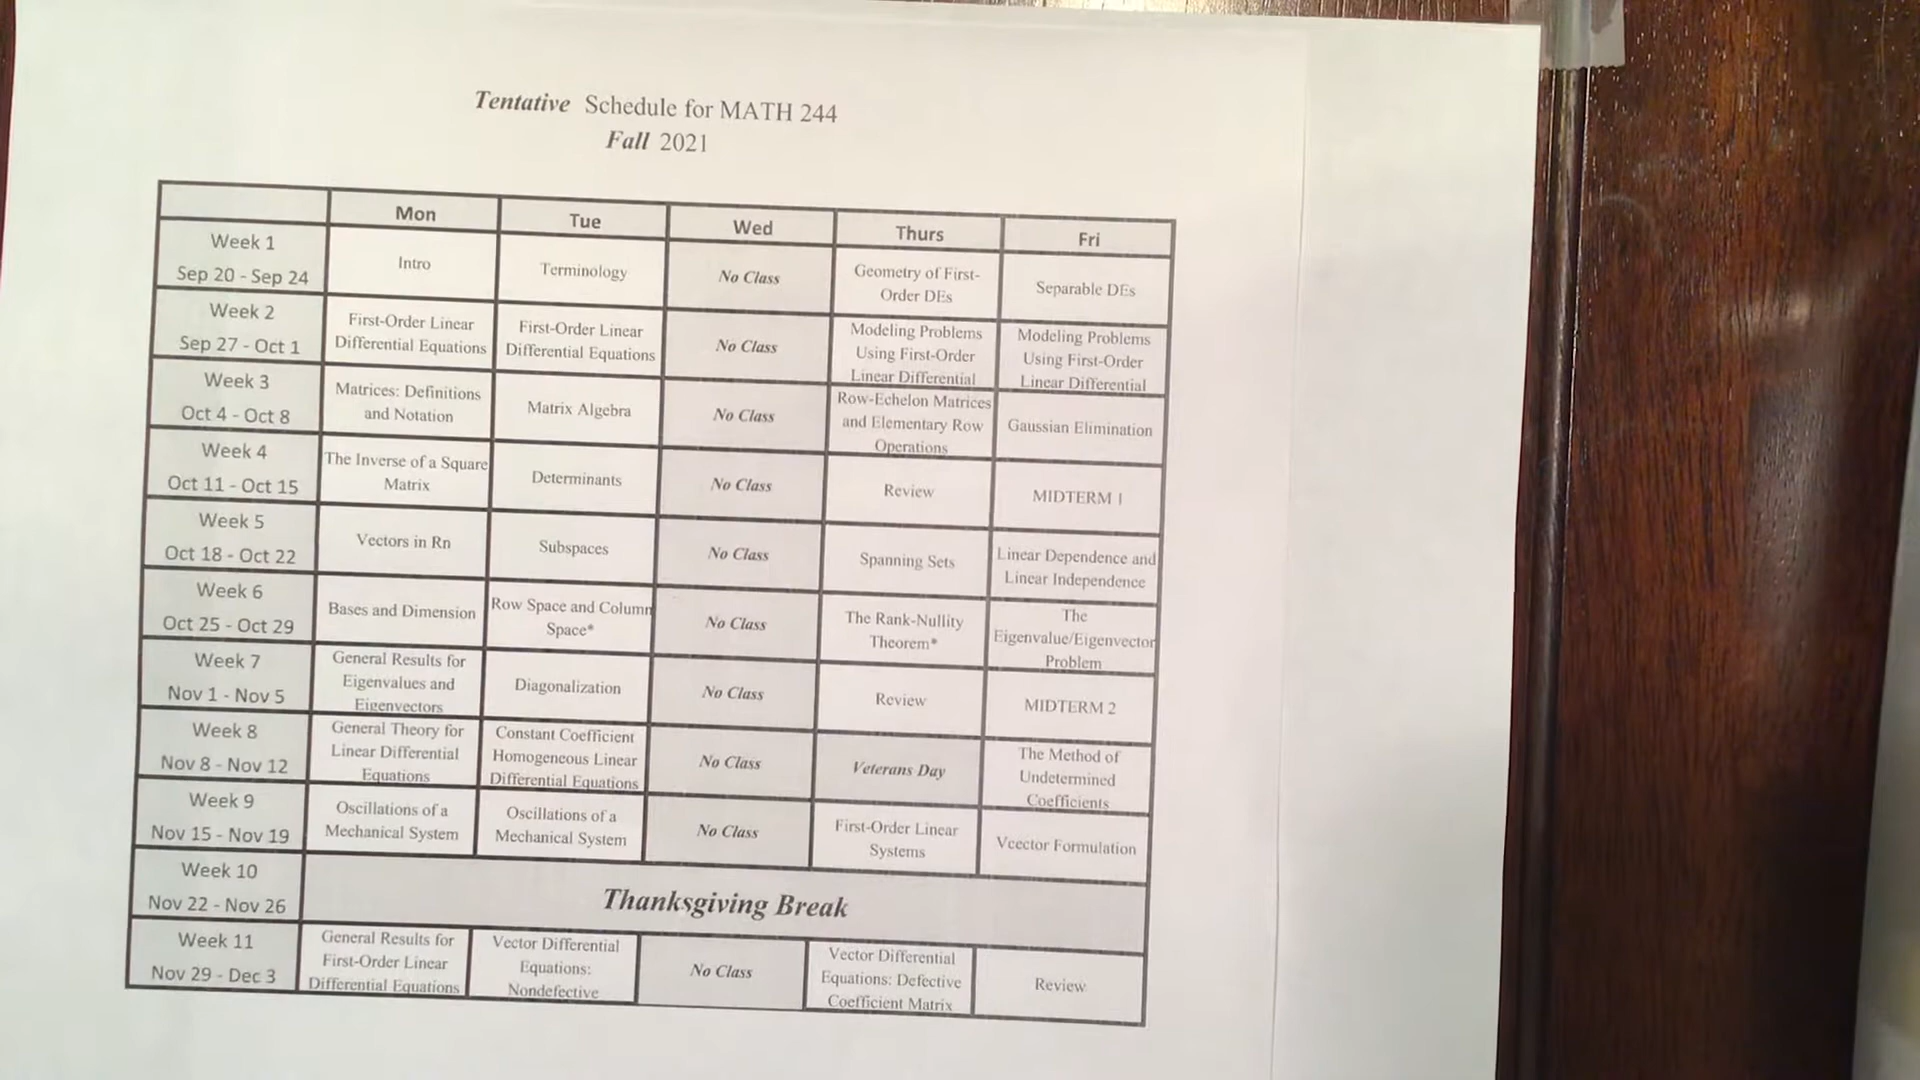 Tentative Schedule for MATH 244
Fall 2021
Mon Tue Wed Thurs Fri
Week 1
Sep 20 - Sep 24
Intro
Terminology
No Class
Geometry of First-
Order DEs
Separable DEs
Week 2
Sep 27 - Oct 1
First-Order Linear
Differential Equations
First-Order Linear
Differential Equations
No Class
Modeling Problems
Using First-Order
Linear Differential
Modeling Problems
Using First-Order
Linear Differential
Week 3
Oct 4 - Oct 8
Matrices: Definitions
and Notation
Matrix Algebra
No Class
Row-Echelon Matrices
and Elementary Row
Operations
Gaussian Elimination
Week 4
Oct 11 - Oct 15
The Inverse of a Square
Matrix
Determinants
No Class
Review
MIDTERM 1
Week 5
Oct 18 - Oct 22
Vectors in Rn
Subspaces
No Class
Spanning Sets
Linear Dependence and
Linear Independence
Week 6
Oct 25 - Oct 29
Bases and Dimension
Row Space and Column
Space*
No Class
The Rank-Nullity
Theorem*
The
Eigenvalue/Eigenvector
Problem
Week 7
Nov 1 - Nov 5
General Results for
Eigenvalues and
Eigenvectors
Diagonalization
No Class
Review
MIDTERM 2
Week 8
Nov 8 - Nov 12
General Theory for
Linear Differential
Equations
Constant Coefficient
Homogeneous Linear
Differential Equations
No Class
Veterans Day
The Method of
Undetermined
Coefficients
Week 9
Nov 15 - Nov 19
Oscillations of a
Mechanical System
Oscillations of a
Mechanical System
No Class
First-Order Linear
Systems
Vcector Formulation
Week 10
Nov 22 - Nov 26
Thanksgiving Break
Week 11
Nov 29 - Dec 3
General Results for
First-Order Linear
Differential Equations
Vector Differential
Equations:
Nondefective
No Class
Vector Differential
Equations: Defective
Coefficient Matrix
Review